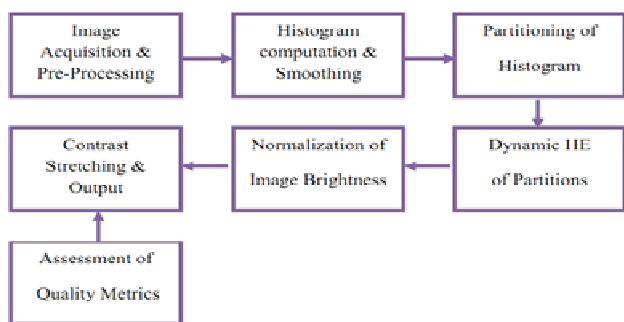 Image
Acquisition &
Pre-Processing
Histogram
computation &
Smoothing
Partitioning of
Histogram
Dynamic HE
of Partitions
Normalization of
Image Brightness
Contrast
Stretching &
Output
Assessment of
Quality Metrics